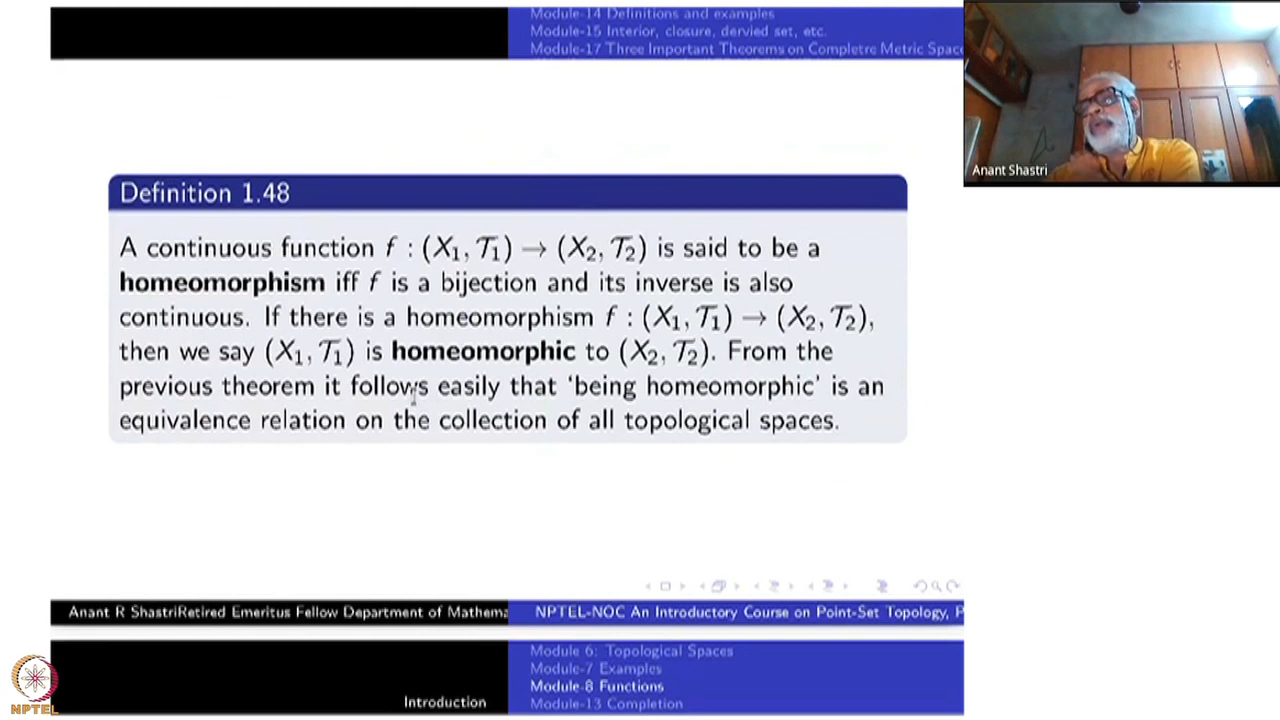 Module-14 Definitions and examples
Module-15 Interior, closure, dervied set, etc.
Module-17 Three Important Theorems on Completre Metric Space
Anant Shastri
Definition 1.48
A continuous function f : (X₁, 𝒯₁) → (X₂, 𝒯₂) is said to be a
homeomorphism iff f is a bijection and its inverse is also
continuous. If there is a homeomorphism f : (X₁, 𝒯₁) → (X₂, 𝒯₂),
then we say (X₁, 𝒯₁) is homeomorphic to (X₂, 𝒯₂). From the
previous theorem it follows easily that ‘being homeomorphic’ is an
equivalence relation on the collection of all topological spaces.
Anant R ShastriRetired Emeritus Fellow Department of Mathema
NPTEL-NOC An Introductory Course on Point-Set Topology, P
Module 6: Topological Spaces
Module-7 Examples
Module-8 Functions
Introduction
Module-13 Completion
NPTEL